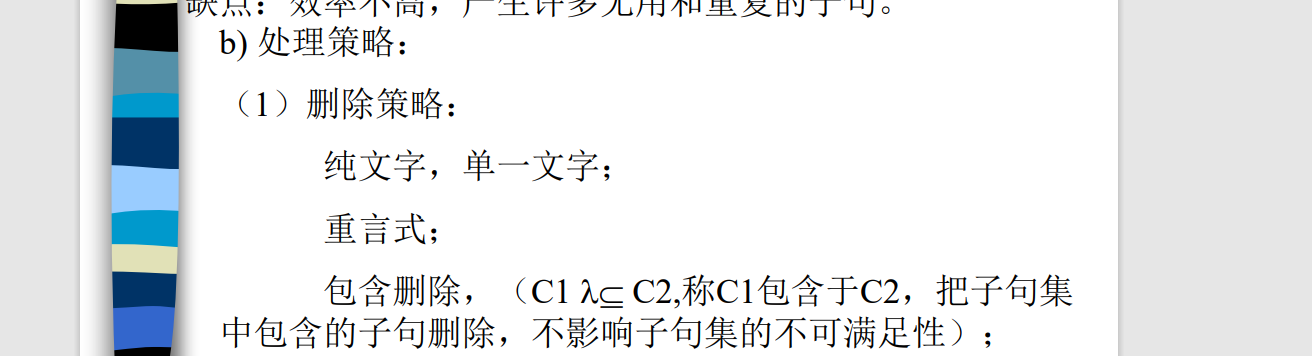 缺点：效率不高，产生许多无用和重复的子句。
b) 处理策略：
（1）删除策略：
纯文字，单一文字；
重言式；
包含删除，（C1 λ⊆ C2,称C1包含于C2，把子句集
中包含的子句删除，不影响子句集的不可满足性）；